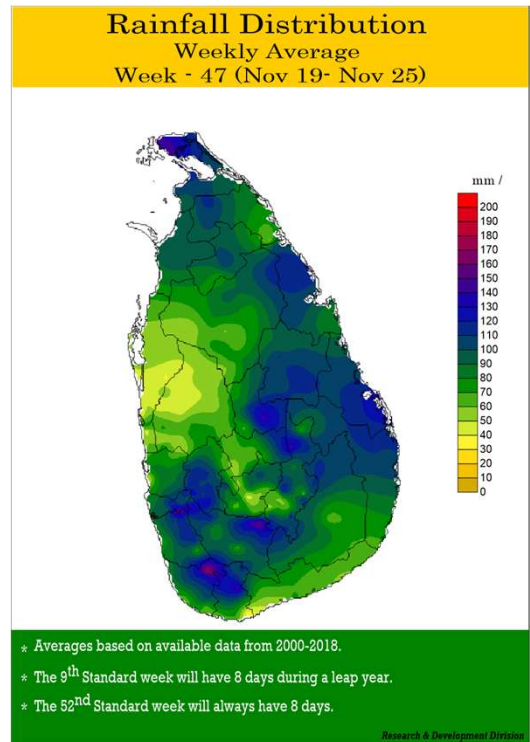 Rainfall Distribution
Weekly Average
Week - 47 (Nov 19- Nov 25)
mm /
200
190
180
170
160
150
140
130
120
110
100
90
80
70
60
50
40
30
20
10
0
* Averages based on available data from 2000-2018.
* The 9th Standard week will have 8 days during a leap year.
* The 52nd Standard week will always have 8 days.
Research & Development Division